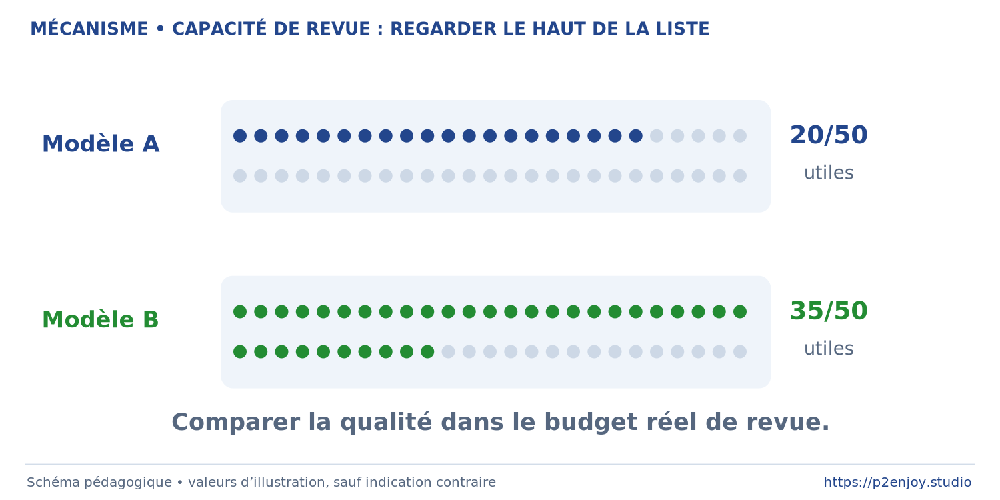 MÉCANISME • CAPACITÉ DE REVUE : REGARDER LE HAUT DE LA LISTE
Modèle A
20/50
utiles
Modèle B
35/50
utiles
Comparer la qualité dans le budget réel de revue.
Schéma pédagogique • valeurs d’illustration, sauf indication contraire
https://p2enjoy.studio